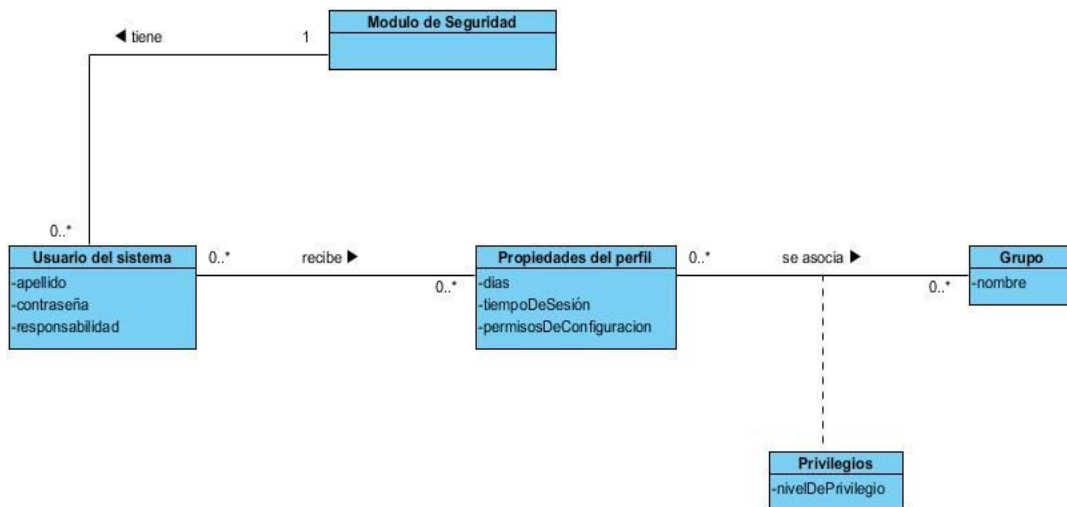 Modulo de Seguridad
◀ tiene
1
0..*
Usuario del sistema
-apellido
-contraseña
-responsabilidad
0..*
recibe ▶
0..*
Propiedades del perfil
-dias
-tiempoDeSesión
-permisosDeConfiguracion
0..*
se asocia ▶
0..*
Grupo
-nombre
Privilegios
-nivelDePrivilegio